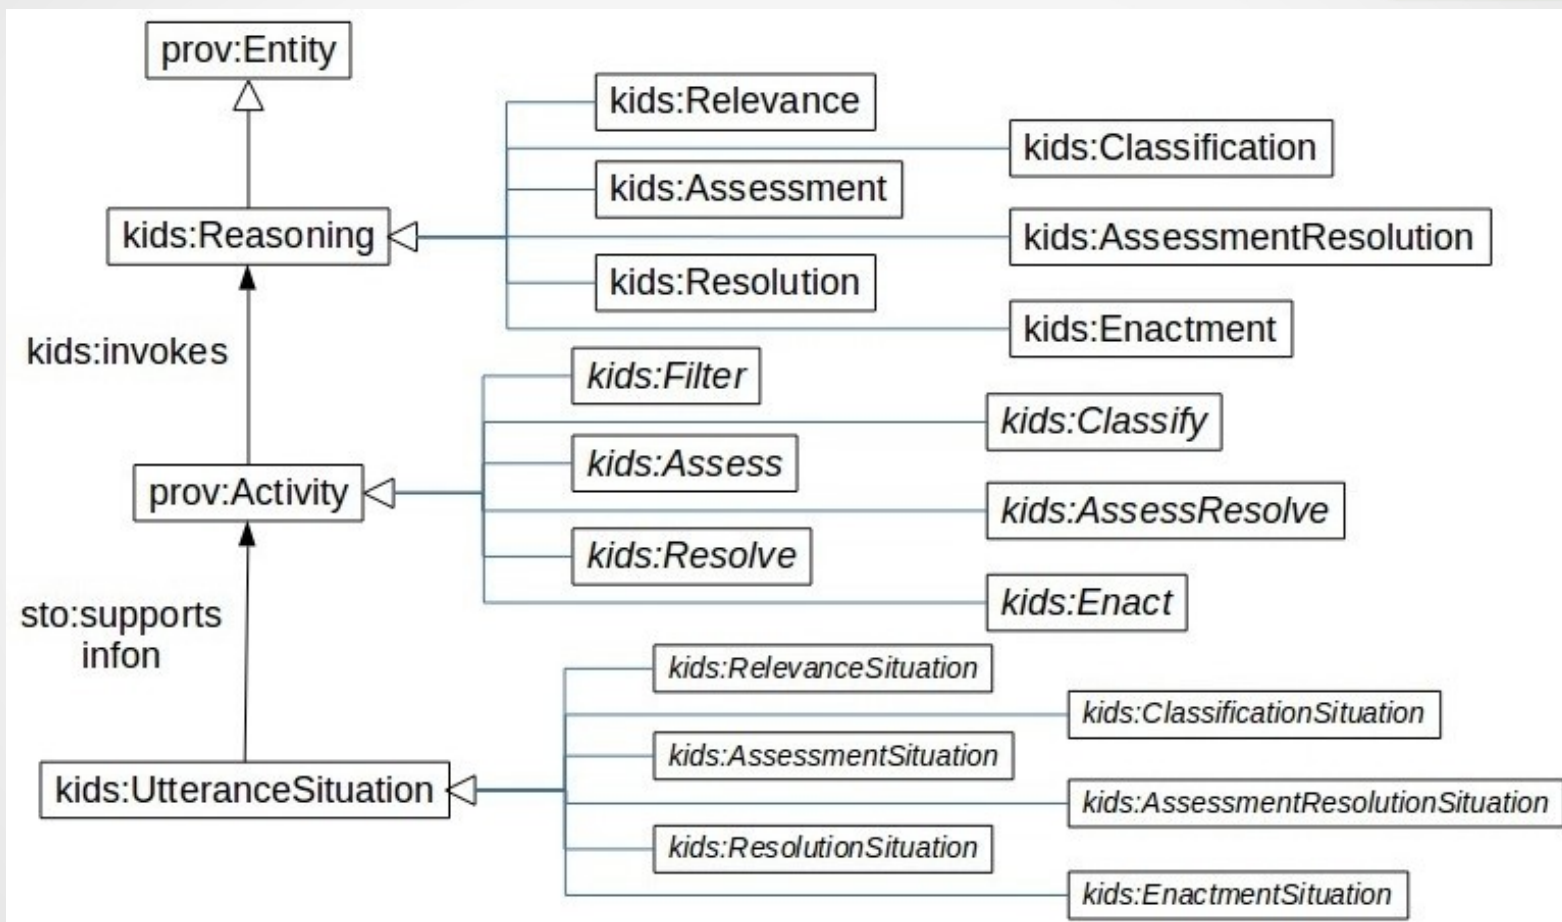 prov:Entity
kids:Relevance
kids:Classification
kids:Assessment
kids:Reasoning
kids:AssessmentResolution
kids:Resolution
kids:Enactment
kids:invokes
kids:Filter
kids:Classify
kids:Assess
prov:Activity
kids:AssessResolve
kids:Resolve
kids:Enact
sto:supports
infon
kids:RelevanceSituation
kids:ClassificationSituation
kids:AssessmentSituation
kids:UtteranceSituation
kids:AssessmentResolutionSituation
kids:ResolutionSituation
kids:EnactmentSituation